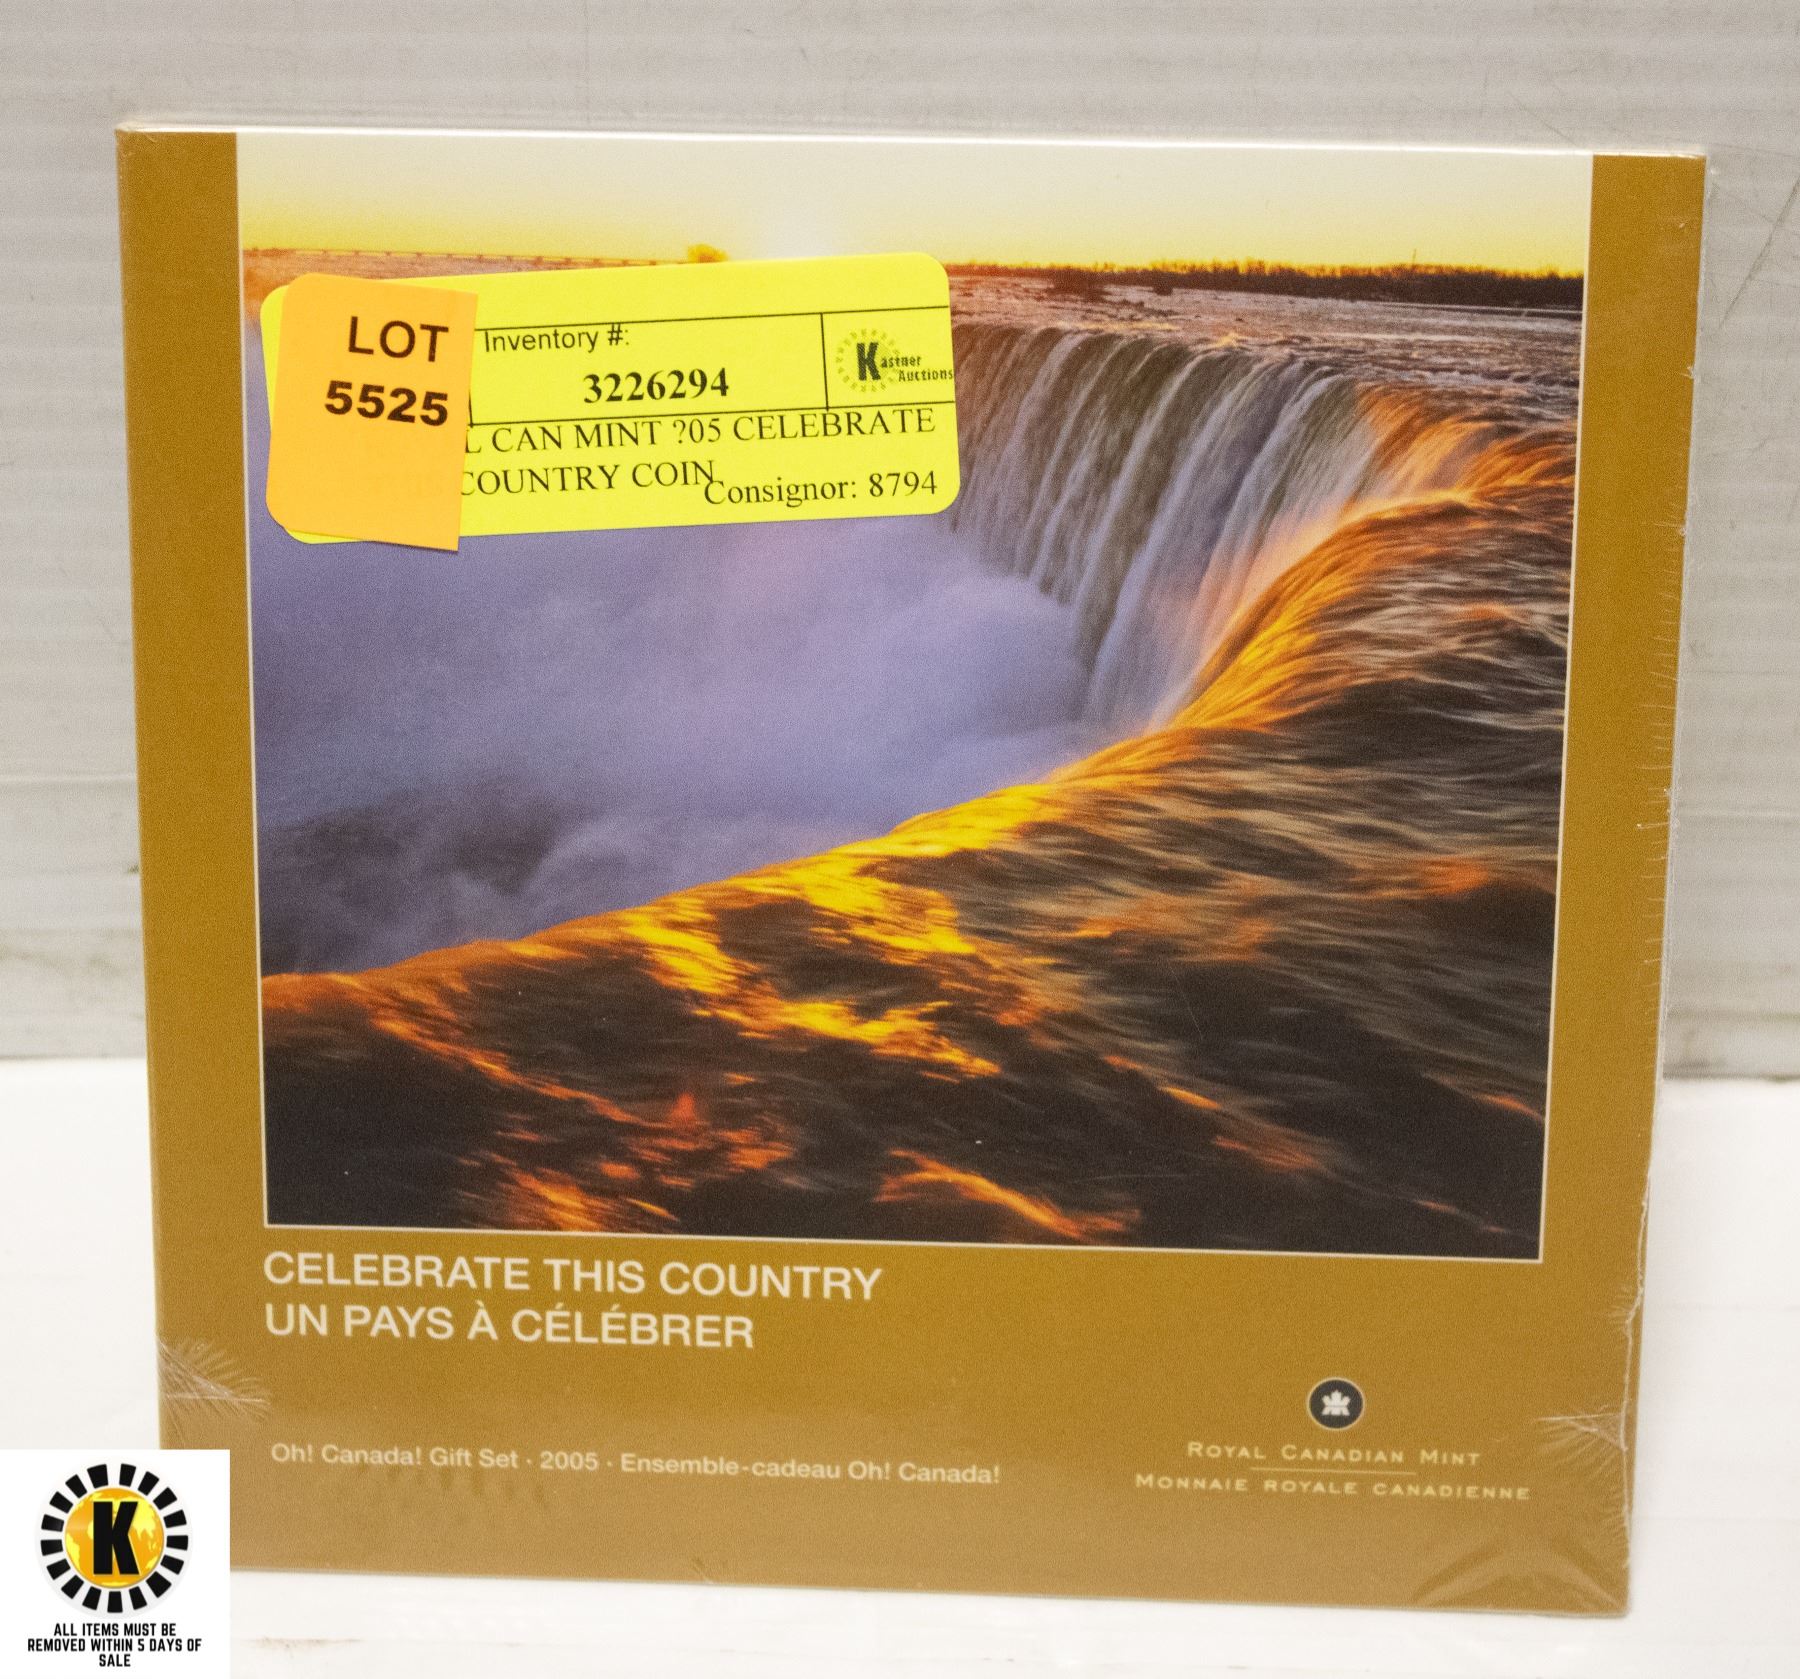 LOT
5525
Inventory #:
3226294
Kastner
Auctions
L CAN MINT ?05 CELEBRATE
COUNTRY COIN
Consignor: 8794
CELEBRATE THIS COUNTRY
UN PAYS À CÉLÉBRER
Oh! Canada! Gift Set · 2005 · Ensemble-cadeau Oh! Canada!
ROYAL CANADIAN MINT
MONNAIE ROYALE CANADIENNE
K
ALL ITEMS MUST BE
REMOVED WITHIN 5 DAYS OF
SALE